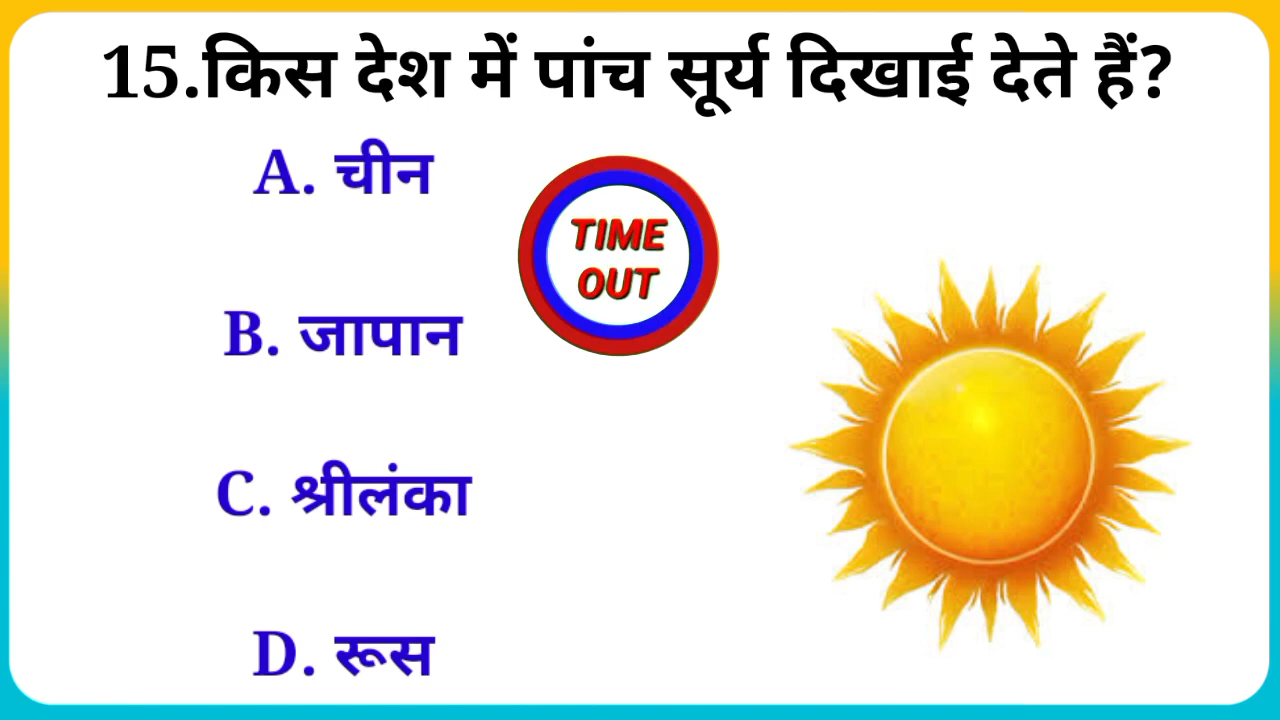 15.किस देश में पांच सूर्य दिखाई देते हैं?
A. चीन
TIME
OUT
B. जापान
C. श्रीलंका
D. रूस